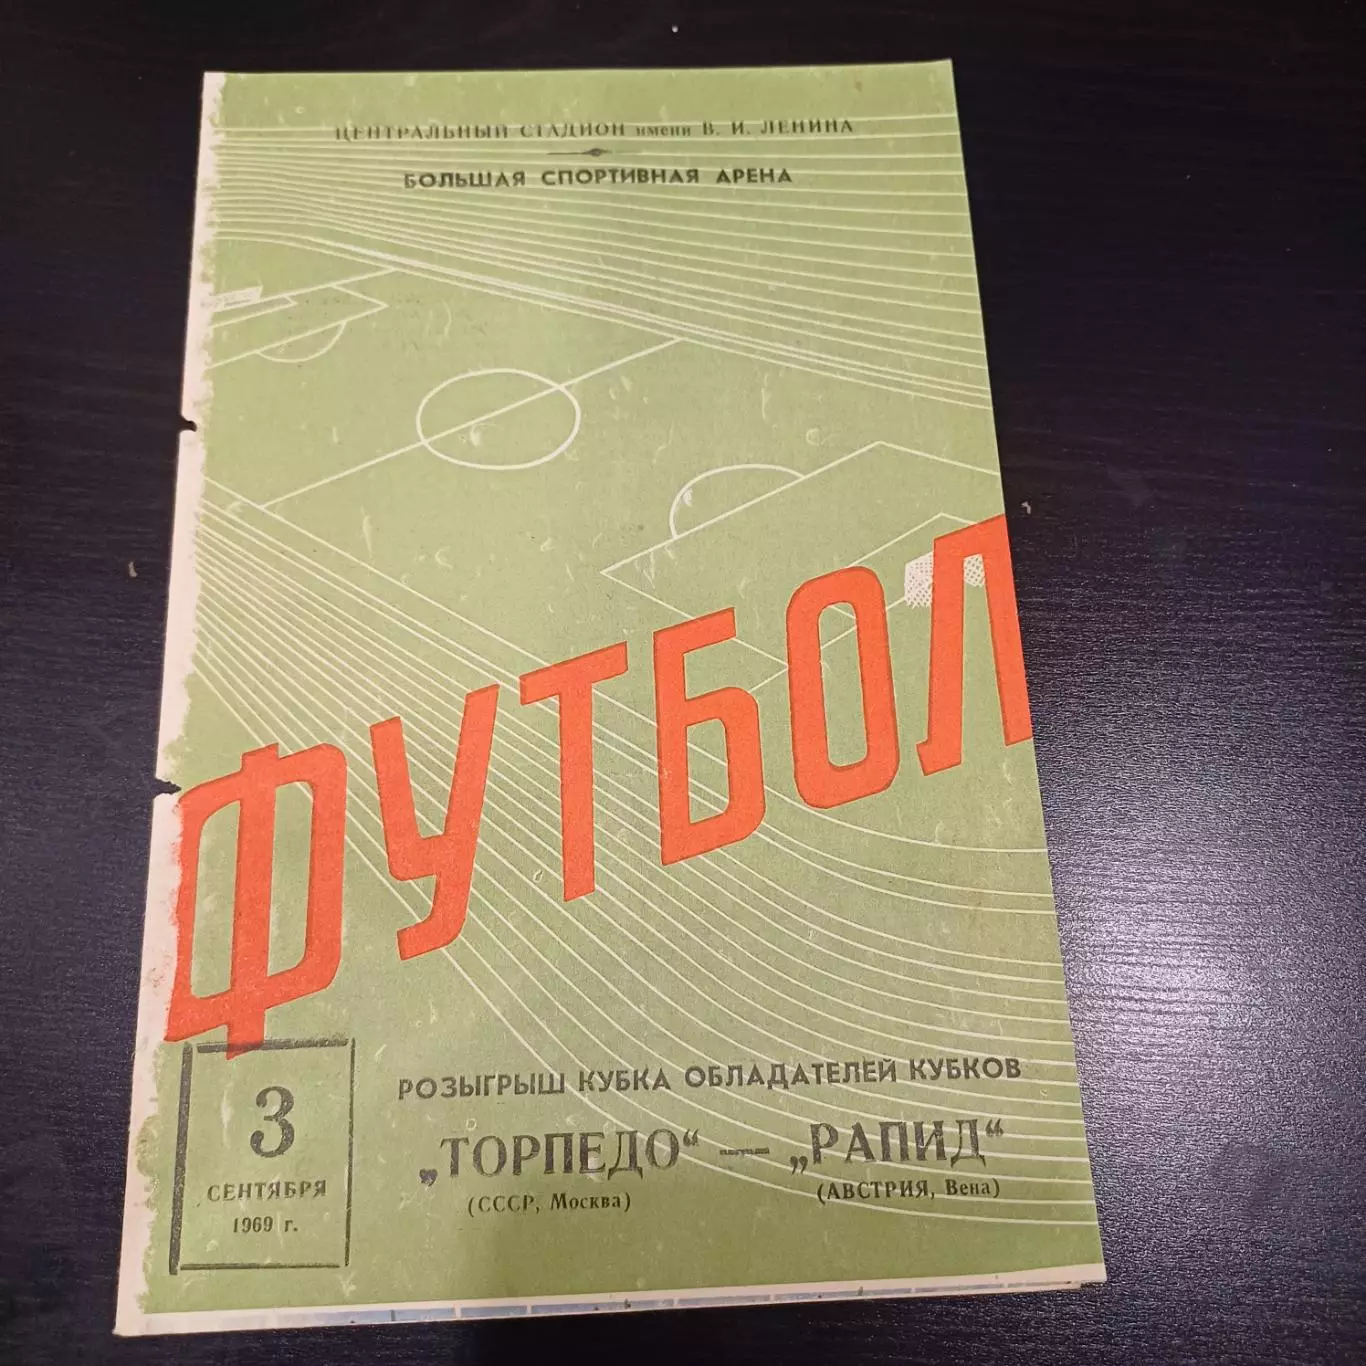 ЦЕНТРАЛЬНЫЙ СТАДИОН имени В. И. ЛЕНИНА
БОЛЬШАЯ СПОРТИВНАЯ АРЕНА
ФУТБОЛ
3
СЕНТЯБРЯ
1969 г.
РОЗЫГРЫШ КУБКА ОБЛАДАТЕЛЕЙ КУБКОВ
„ТОРПЕДО“ — „РАПИД“
(СССР, Москва) (АВСТРИЯ, Вена)